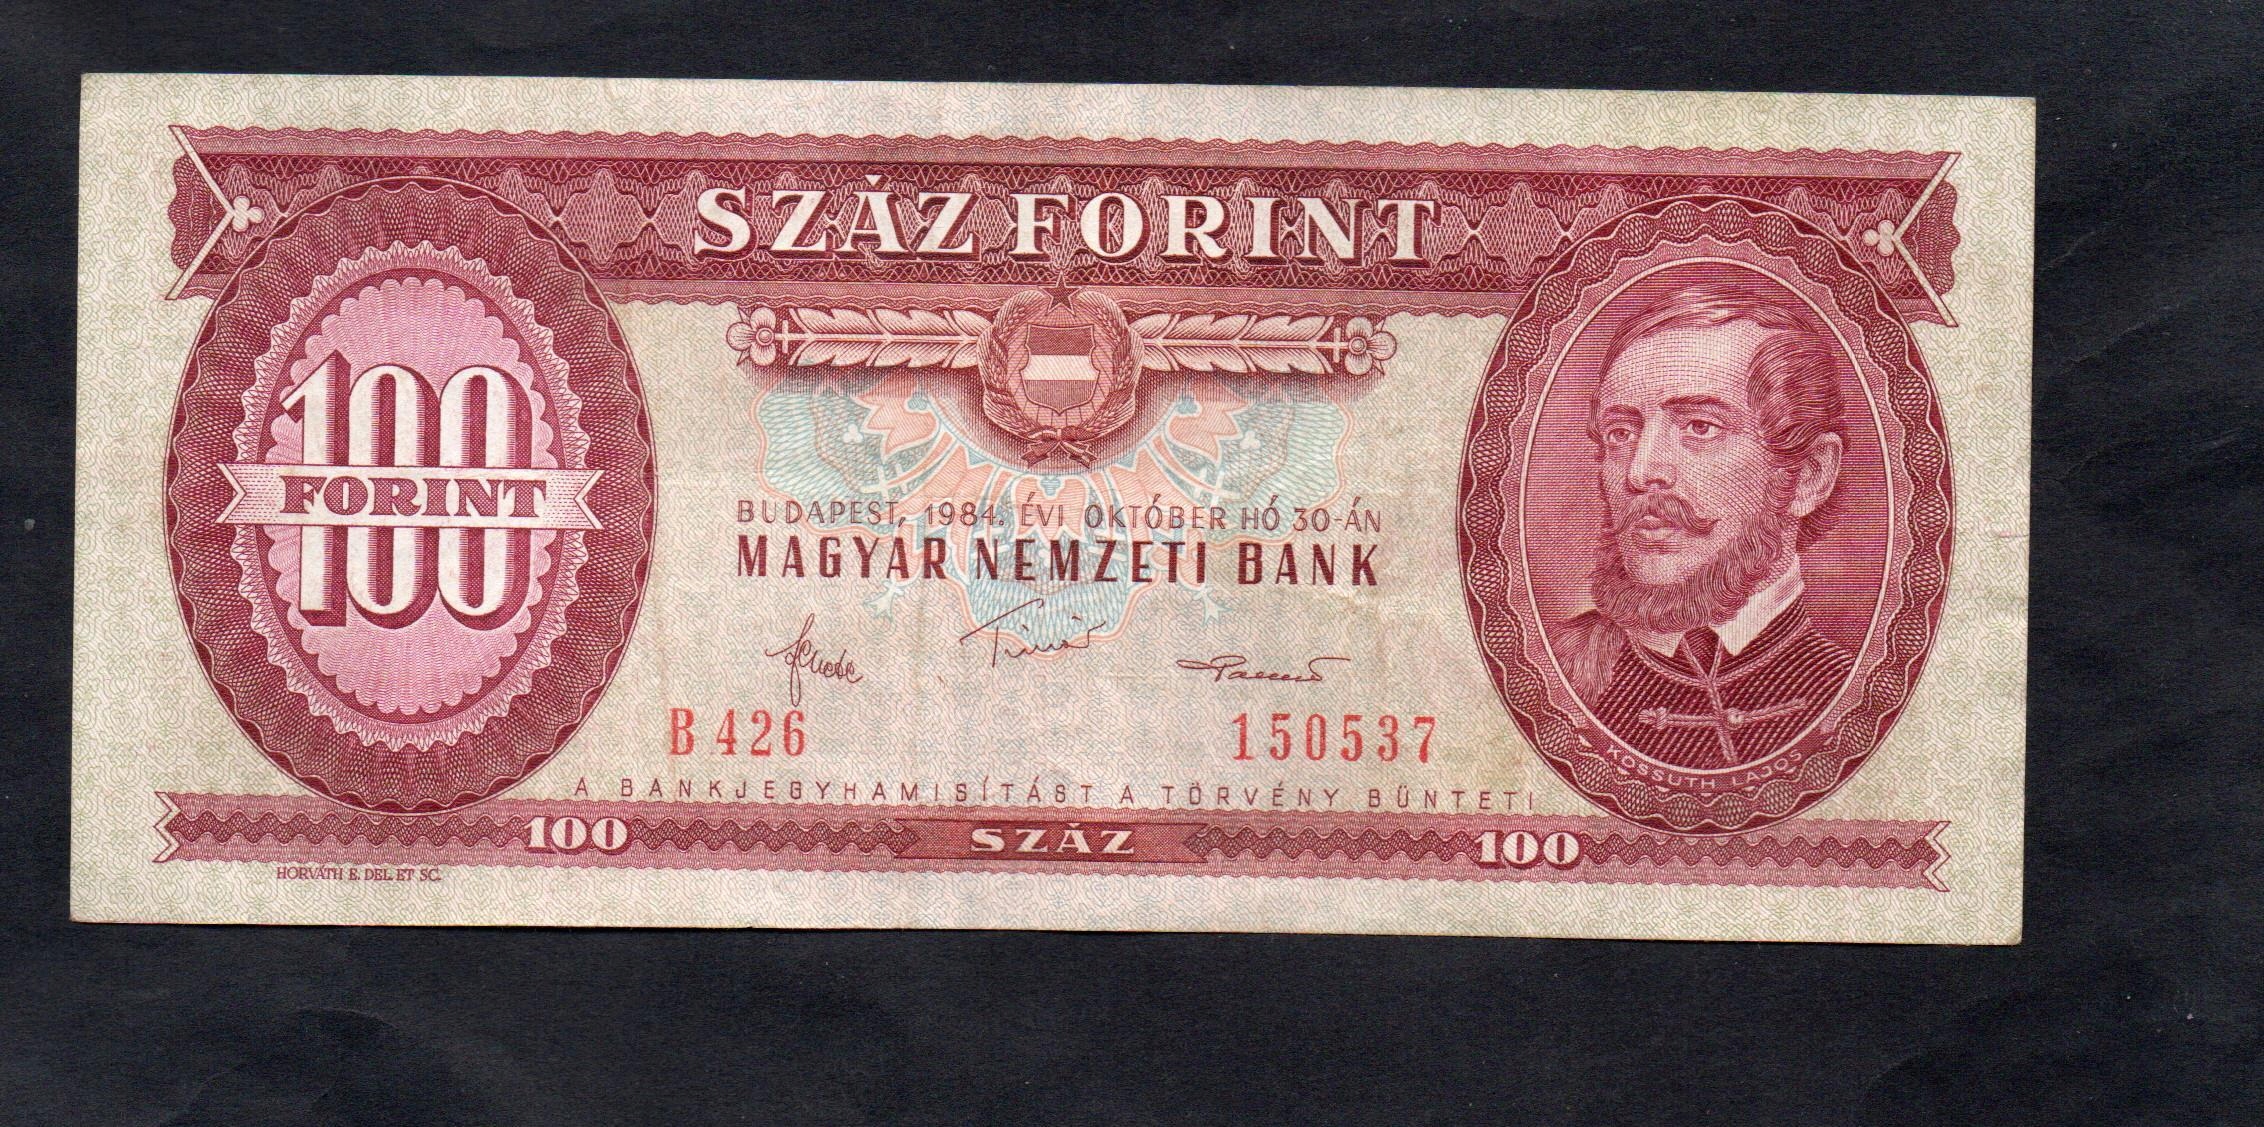 SZÁZ FORINT
100
FORINT
100
BUDAPEST, 1984. ÉVI OKTÓBER HÓ 30-ÁN
MAGYAR NEMZETI BANK
B 426
150537
KOSSUTH LAJOS
A BANKJEGYHAMISÍTÁST A TÖRVÉNY BÜNTETI
100 SZÁZ 100
HORVÁTH E. DEL. ET SC.